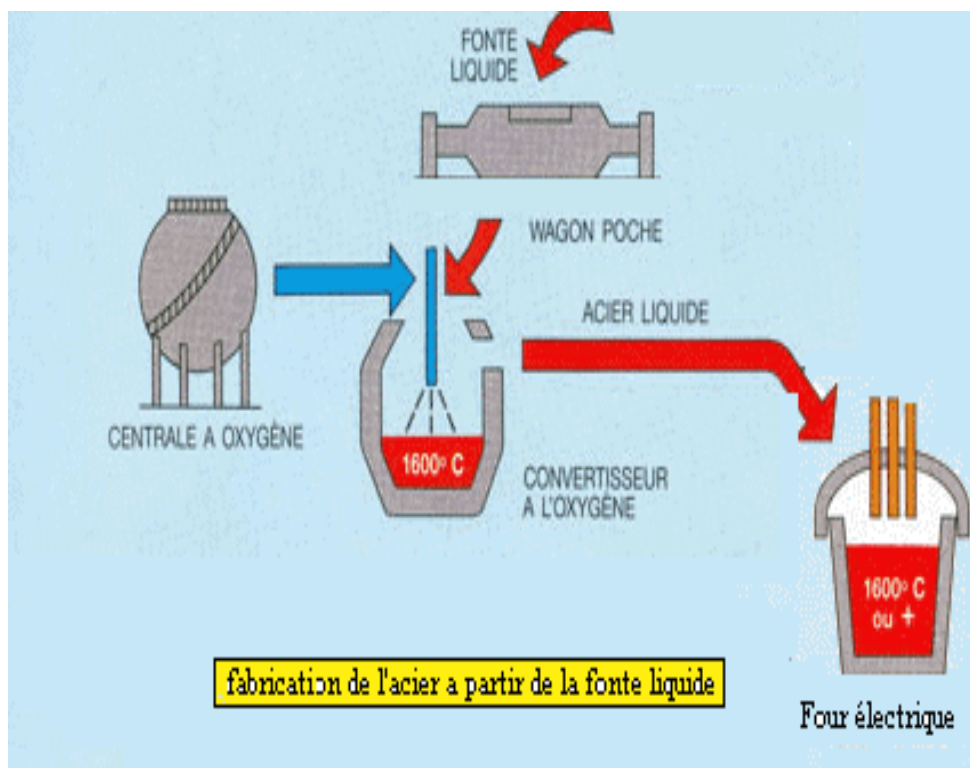 FONTE
LIQUIDE
WAGON POCHE
ACIER LIQUIDE
CENTRALE A OXYGÈNE
1600° C
CONVERTISSEUR
A L'OXYGÈNE
1600° C
ou +
fabrication de l'acier a partir de la fonte liquide
Four électrique